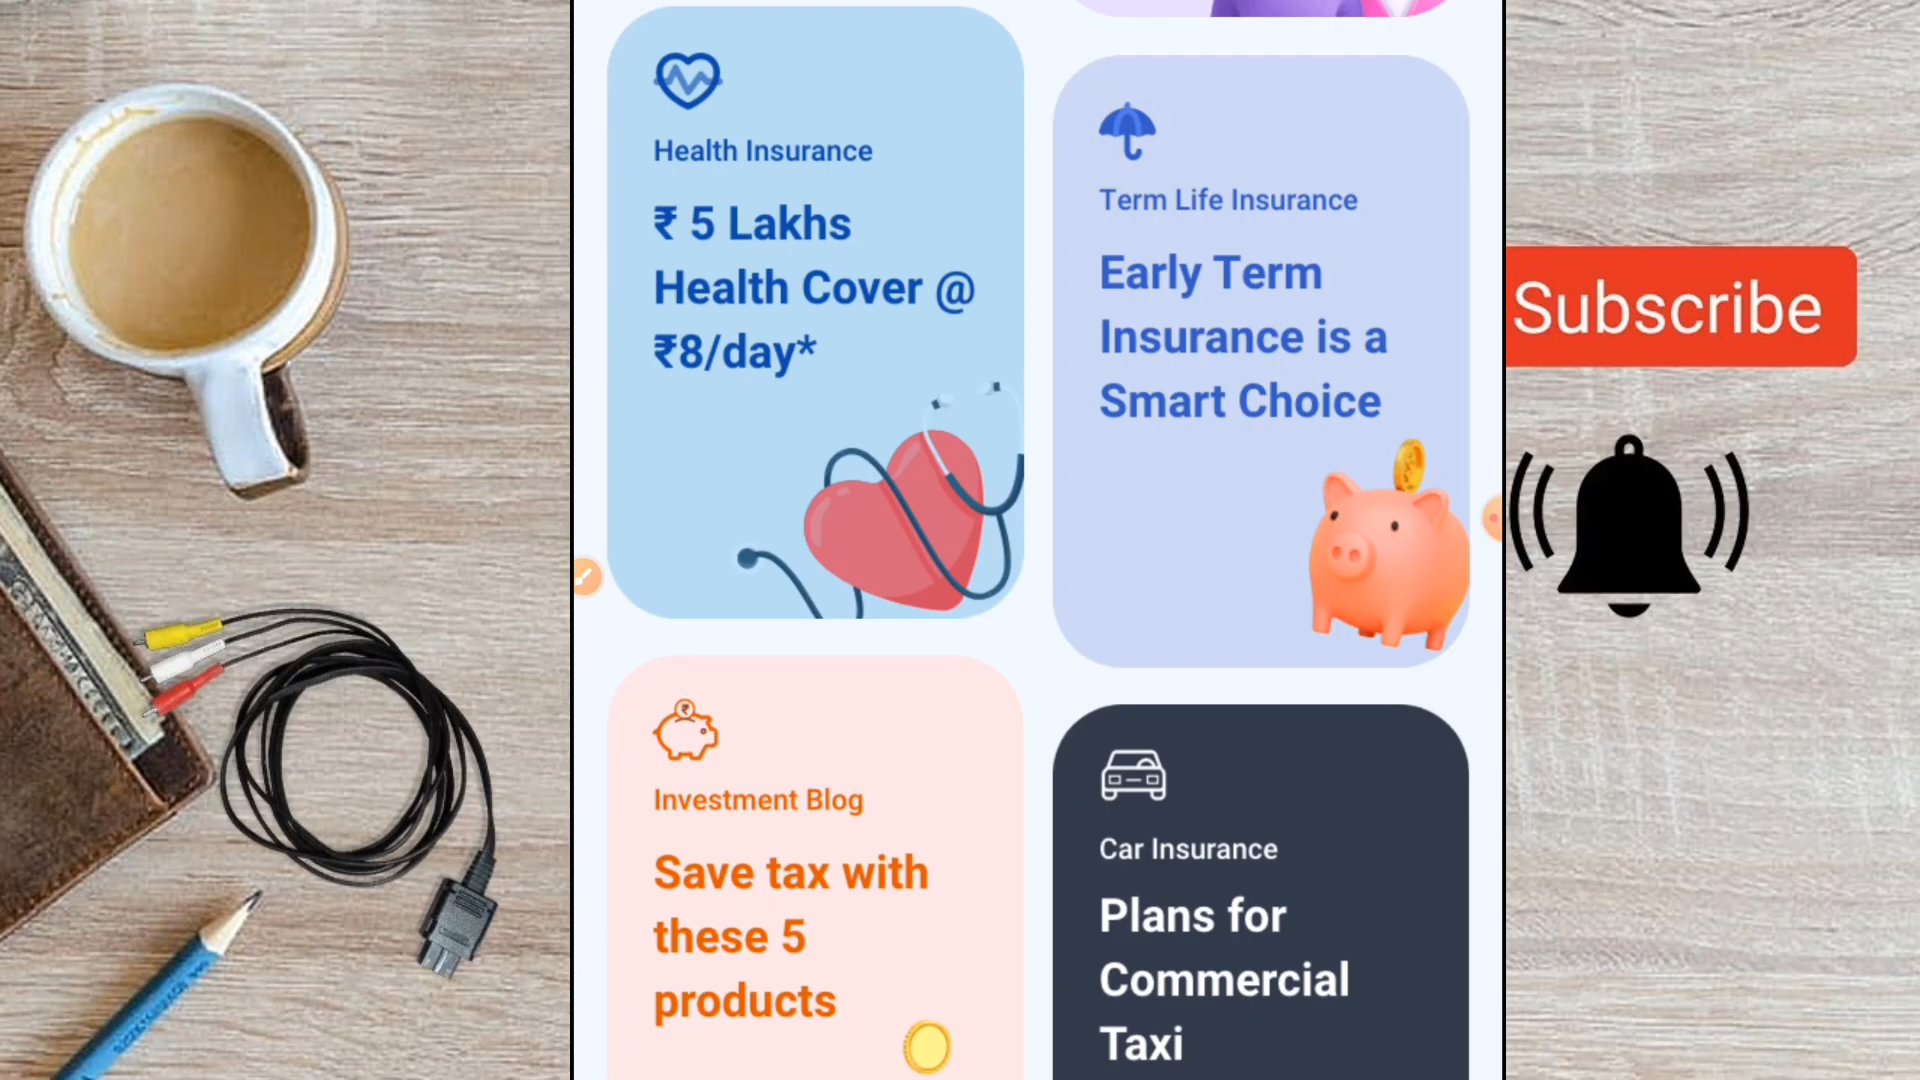 Health Insurance
₹ 5 Lakhs
Health Cover @
₹8/day*
Term Life Insurance
Early Term
Insurance is a
Smart Choice
Investment Blog
Save tax with
these 5
products
Car Insurance
Plans for
Commercial
Taxi
Subscribe